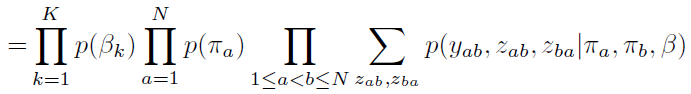 $= \prod_{k=1}^{K} p(\beta_k) \prod_{a=1}^{N} p(\pi_a) \prod_{1 \leq a < b \leq N} \sum_{z_{ab}, z_{ba}} p(y_{ab}, z_{ab}, z_{ba} | \pi_a, \pi_b, \beta)$